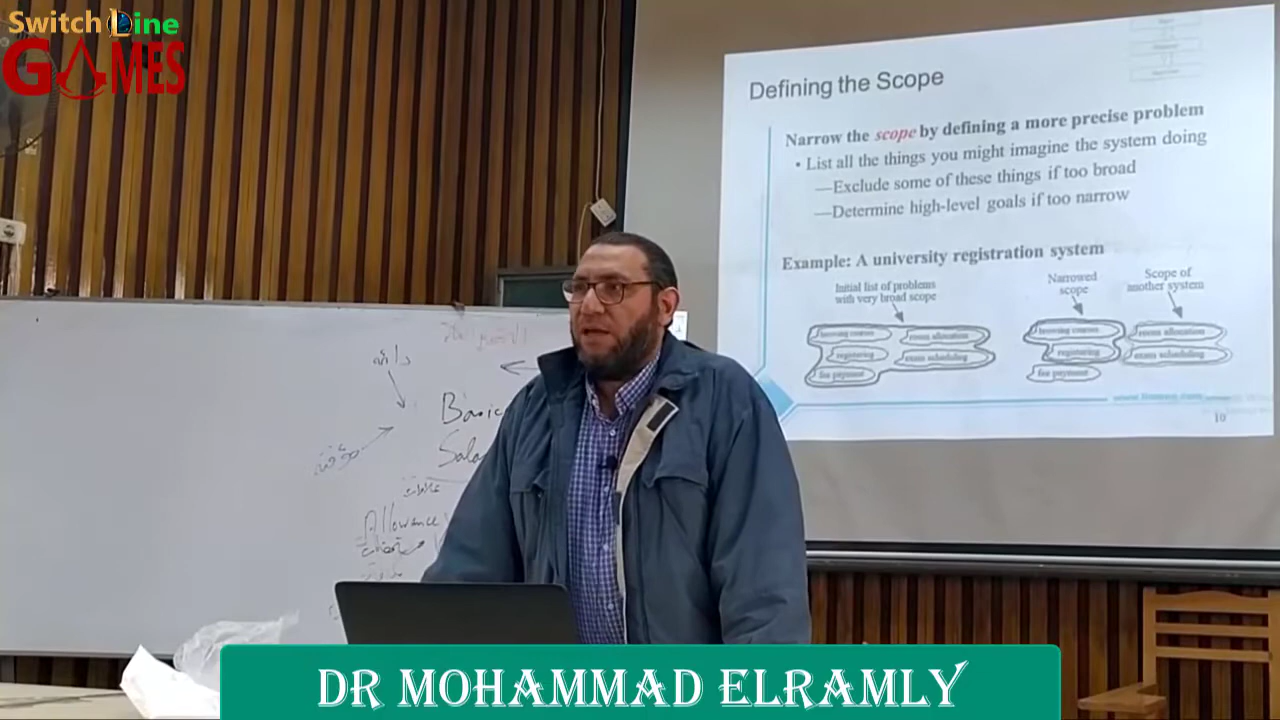 Switch Line
GAMES
Defining the Scope
Narrow the scope by defining a more precise problem
• List all the things you might imagine the system doing
—Exclude some of these things if too broad
—Determine high-level goals if too narrow
Example: A university registration system
Initial list of problems
with very broad scope
Narrowed
scope
Scope of
another system
browsing courses
room allocation
registering
exam scheduling
fee payment
browsing courses
room allocation
registering
exam scheduling
fee payment
10
Basic
Allowance
DR MOHAMMAD ELRAMLY